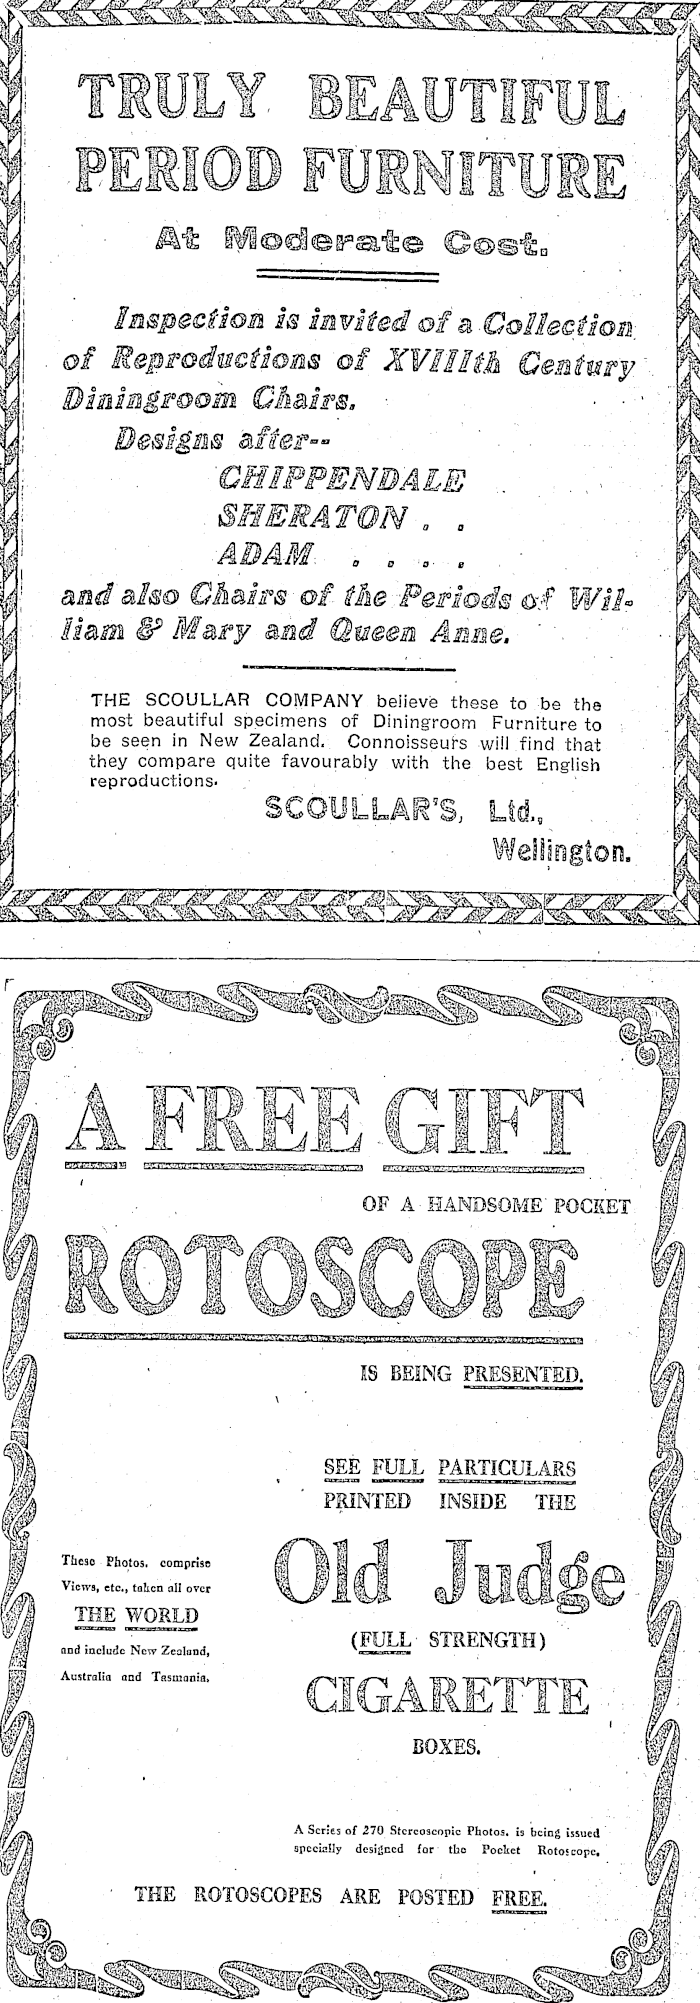 TRULY BEAUTIFUL
PERIOD FURNITURE
At Moderate Cost.
Inspection is invited of a Collection
of Reproductions of XVIIIth Century
Diningroom Chairs.
Designs after--
CHIPPENDALE
SHERATON . .
ADAM . . . .
and also Chairs of the Periods of Wil-
liam & Mary and Queen Anne.
THE SCOULLAR COMPANY believe these to be the
most beautiful specimens of Diningroom Furniture to
be seen in New Zealand. Connoisseurs will find that
they compare quite favourably with the best English
reproductions.
SCOULLAR'S, Ltd.,
Wellington.
A FREE GIFT
OF A HANDSOME POCKET
ROTOSCOPE
IS BEING PRESENTED.
SEE FULL PARTICULARS
PRINTED INSIDE THE
Old Judge
(FULL STRENGTH)
CIGARETTE
BOXES.
These Photos. comprise
Views, etc., taken all over
THE WORLD
and include New Zealand,
Australia and Tasmania.
A Series of 270 Stereoscopic Photos. is being issued
specially designed for the Pocket Rotoscope.
THE ROTOSCOPES ARE POSTED FREE.